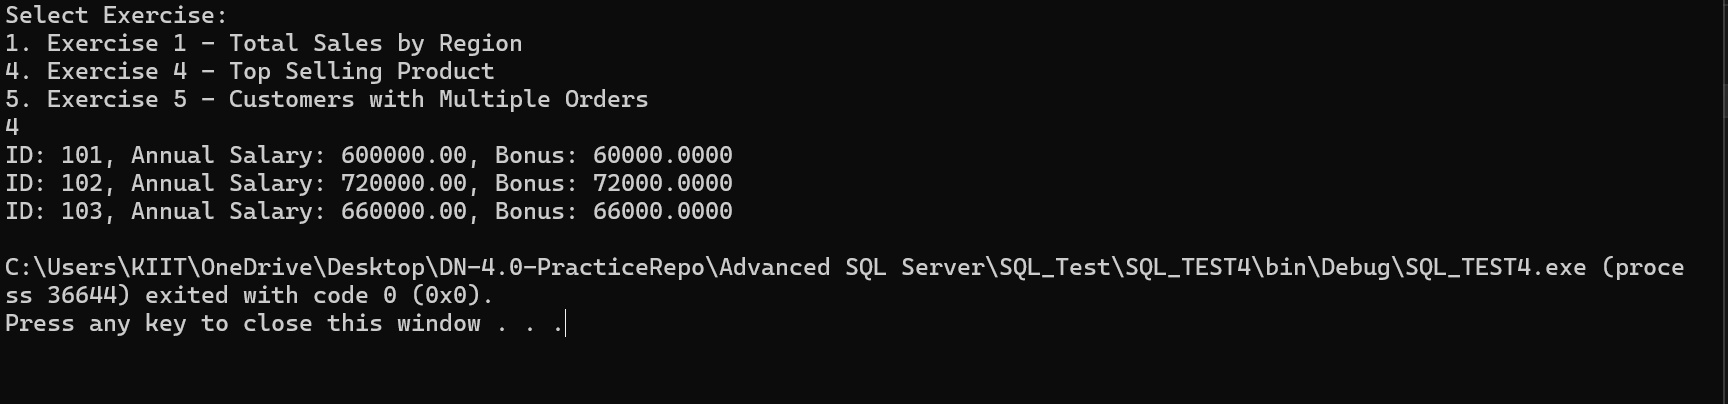 Select Exercise:
1. Exercise 1 - Total Sales by Region
4. Exercise 4 - Top Selling Product
5. Exercise 5 - Customers with Multiple Orders
4
ID: 101, Annual Salary: 600000.00, Bonus: 60000.0000
ID: 102, Annual Salary: 720000.00, Bonus: 72000.0000
ID: 103, Annual Salary: 660000.00, Bonus: 66000.0000
C:\Users\KIIT\OneDrive\Desktop\DN-4.0-PracticeRepo\Advanced SQL Server\SQL_Test\SQL_TEST4\bin\Debug\SQL_TEST4.exe (proce
ss 36644) exited with code 0 (0x0).
Press any key to close this window . . .